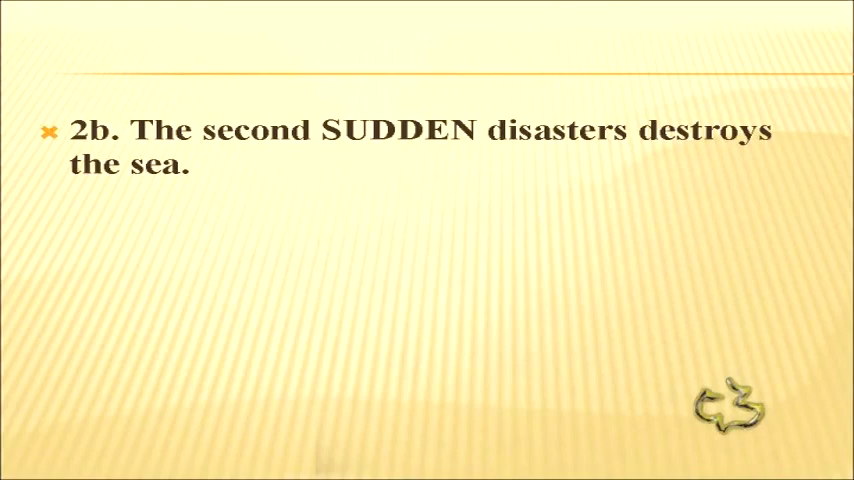 2b. The second SUDDEN disasters destroys
the sea.